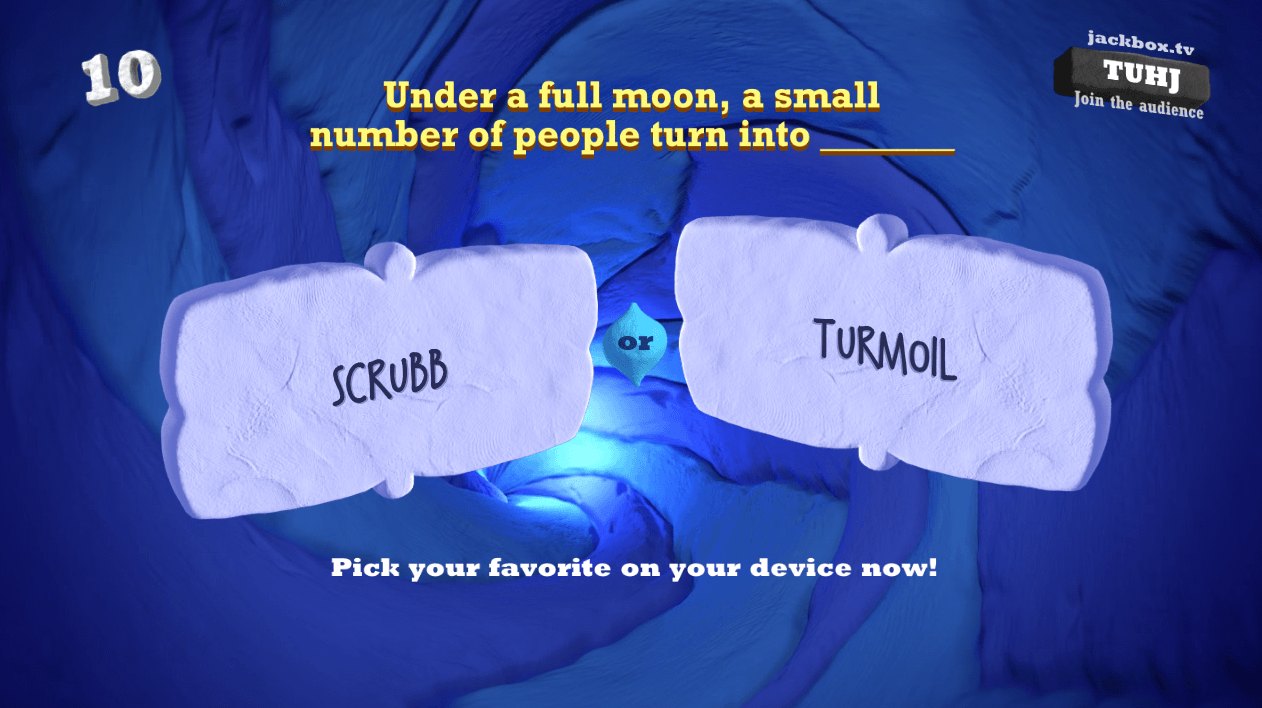 10
jackbox.tv
TUHJ
Join the audience
Under a full moon, a small
number of people turn into ________
SCRUBB
or
TURMOIL
Pick your favorite on your device now!